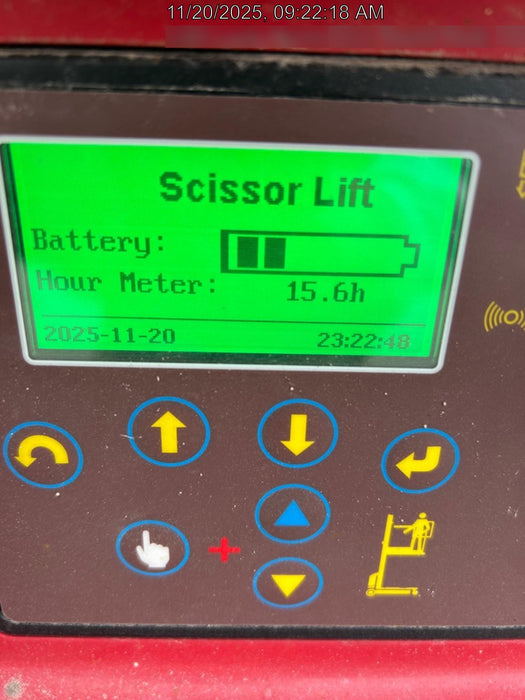 11/20/2025, 09:22:18 AM
Scissor Lift
Battery:
Hour Meter: 15.6h
2025-11-20 23:22:48